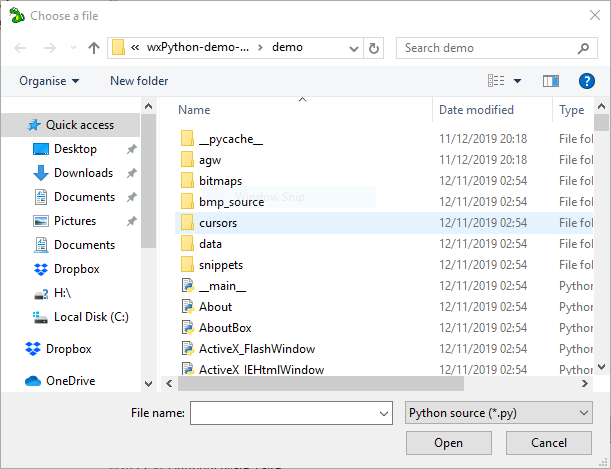 Choose a file
« wxPython-demo-... > demo
Search demo
Organise
New folder
Name
Date modified
Type
Quick access
Desktop
Downloads
Documents
Pictures
Documents
Dropbox
H:\
Local Disk (C:)
Dropbox
OneDrive
__pycache__ 11/12/2019 20:18 File fol
agw 11/12/2019 20:18 File fol
bitmaps 12/11/2019 02:54 File fol
Window Snip
bmp_source 12/11/2019 02:54 File fol
cursors 12/11/2019 02:54 File fol
data 12/11/2019 02:54 File fol
snippets 12/11/2019 02:54 File fol
__main__ 12/11/2019 02:54 Python
About 12/11/2019 02:54 Python
AboutBox 12/11/2019 02:54 Python
ActiveX_FlashWindow 12/11/2019 02:54 Python
ActiveX_IEHtmlWindow 12/11/2019 02:54 Python
File name:
Python source (*.py)
Open
Cancel